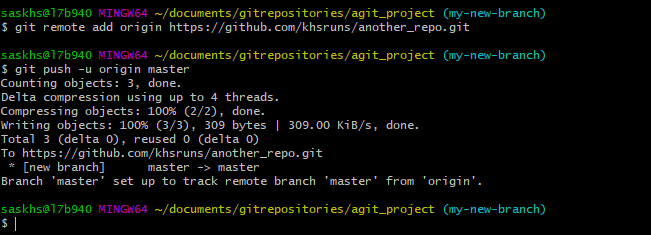 saskhs@l7b940 MINGW64 ~/documents/gitrepositories/agit_project (my-new-branch)
$ git remote add origin https://github.com/khsruns/another_repo.git
saskhs@l7b940 MINGW64 ~/documents/gitrepositories/agit_project (my-new-branch)
$ git push -u origin master
Counting objects: 3, done.
Delta compression using up to 4 threads.
Compressing objects: 100% (2/2), done.
Writing objects: 100% (3/3), 309 bytes | 309.00 KiB/s, done.
Total 3 (delta 0), reused 0 (delta 0)
To https://github.com/khsruns/another_repo.git
 * [new branch]      master -> master
Branch 'master' set up to track remote branch 'master' from 'origin'.
saskhs@l7b940 MINGW64 ~/documents/gitrepositories/agit_project (my-new-branch)
$